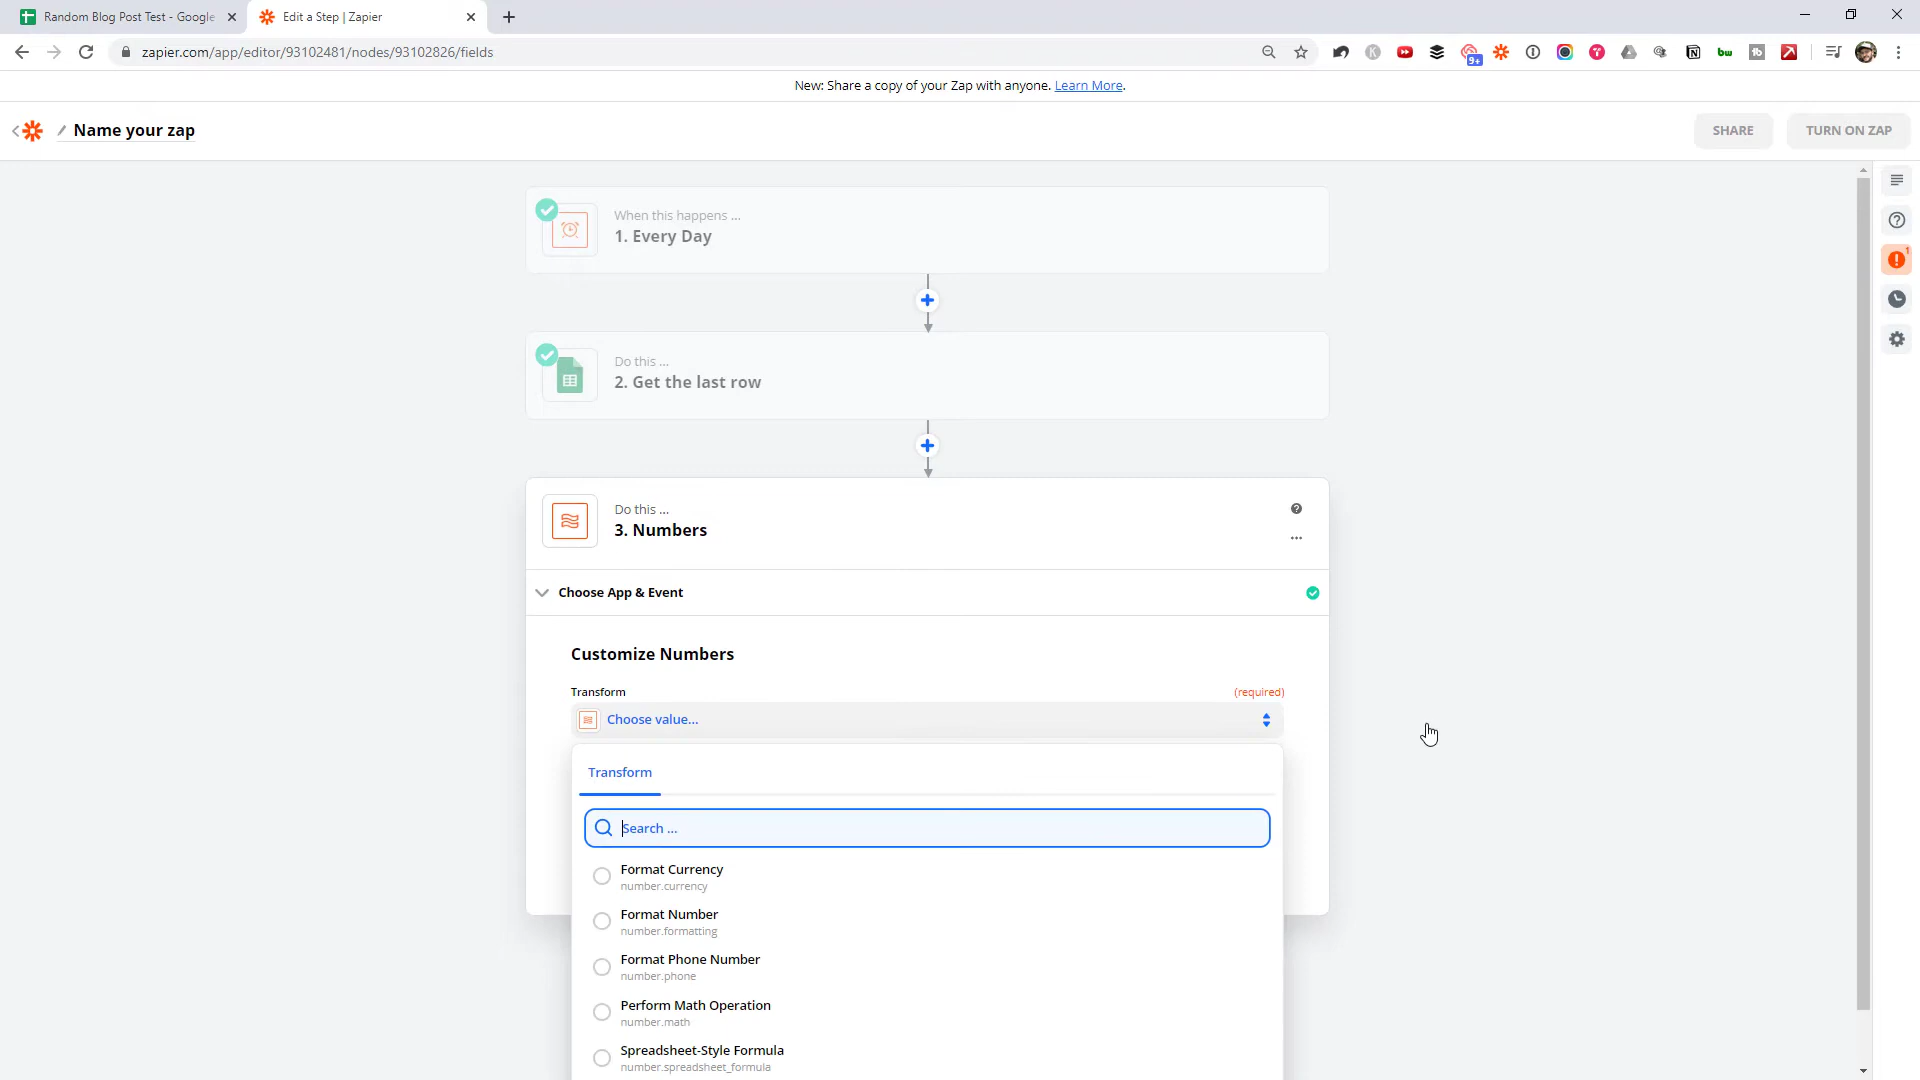 Random Blog Post Test - Google
Edit a Step | Zapier
zapier.com/app/editor/93102481/nodes/93102826/fields
9+
bw
New: Share a copy of your Zap with anyone. Learn More.
Name your zap
SHARE
TURN ON ZAP
When this happens ...
1. Every Day
1
Do this ...
2. Get the last row
Do this ...
3. Numbers
Choose App & Event
Customize Numbers
Transform
(required)
Choose value...
Transform
Search ...
Format Currency
number.currency
Format Number
number.formatting
Format Phone Number
number.phone
Perform Math Operation
number.math
Spreadsheet-Style Formula
number.spreadsheet_formula